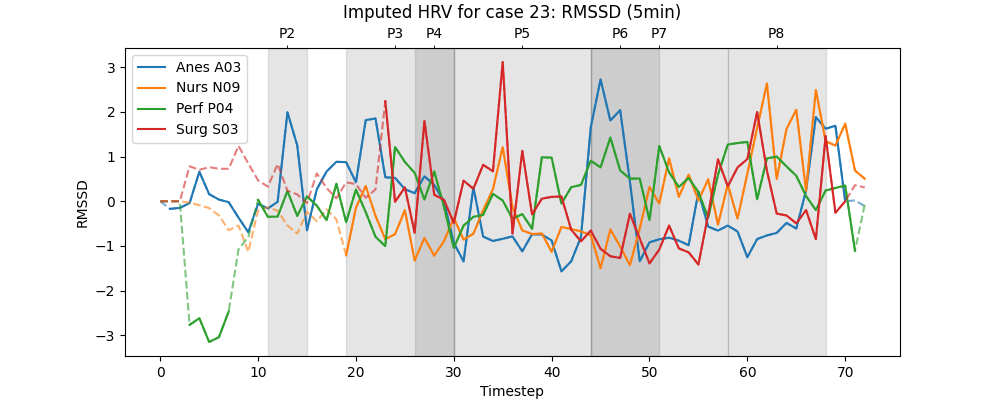 Imputed HRV for case 23: RMSSD (5min)
P2 P3 P4 P5 P6 P7 P8
Anes A03
Nurs N09
Perf P04
Surg S03
3
2
1
0
−1
−2
−3
RMSSD
0 10 20 30 40 50 60 70
Timestep